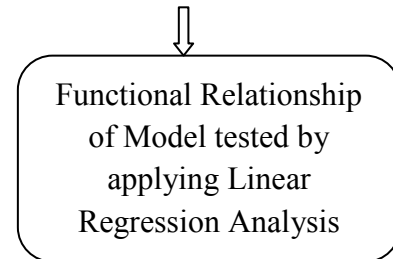 Functional Relationship
of Model tested by
applying Linear
Regression Analysis